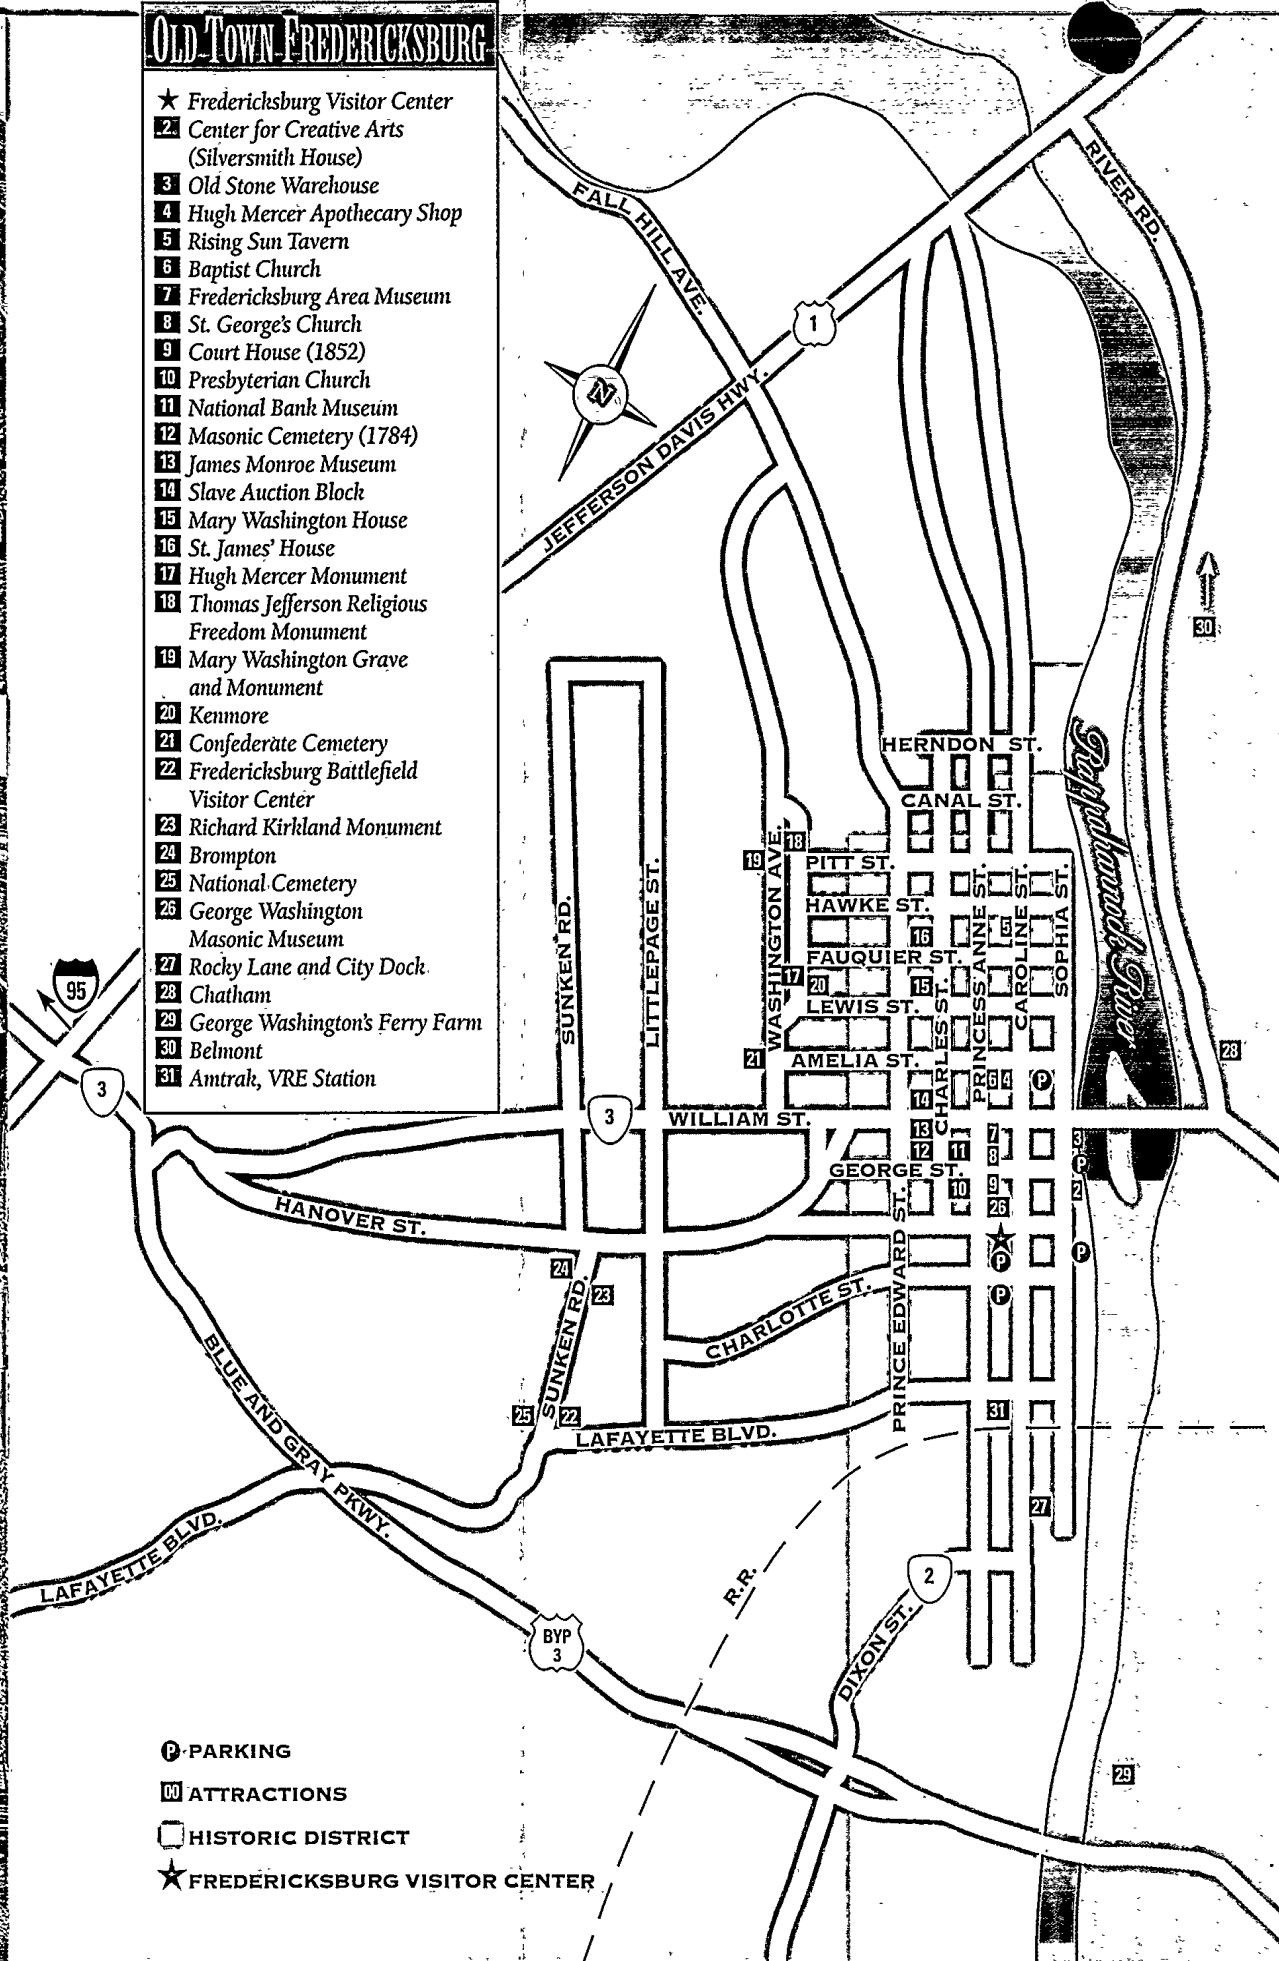 OLD TOWN FREDERICKSBURG
★ Fredericksburg Visitor Center
2 Center for Creative Arts
(Silversmith House)
3 Old Stone Warehouse
4 Hugh Mercer Apothecary Shop
5 Rising Sun Tavern
6 Baptist Church
7 Fredericksburg Area Museum
8 St. George's Church
9 Court House (1852)
10 Presbyterian Church
11 National Bank Museum
12 Masonic Cemetery (1784)
13 James Monroe Museum
14 Slave Auction Block
15 Mary Washington House
16 St. James' House
17 Hugh Mercer Monument
18 Thomas Jefferson Religious
Freedom Monument
19 Mary Washington Grave
and Monument
20 Kenmore
21 Confederate Cemetery
22 Fredericksburg Battlefield
Visitor Center
23 Richard Kirkland Monument
24 Brompton
25 National Cemetery
26 George Washington
Masonic Museum
27 Rocky Lane and City Dock
28 Chatham
29 George Washington's Ferry Farm
30 Belmont
31 Amtrak, VRE Station
FALL HILL AVE.
RIVER RD.
1
N
JEFFERSON DAVIS HWY.
30
HERNDON ST.
CANAL ST.
Rappahannock River
18
19
PITT ST.
HAWKE ST.
SUNKEN RD.
LITTLEPAGE ST.
WASHINGTON AVE.
PRINCESS ANNE ST.
CAROLINE ST.
SOPHIA ST.
16
5
FAUQUIER ST.
17
20
15
LEWIS ST.
CHARLES ST.
95
21
AMELIA ST.
28
6 4
P
3
14
3
WILLIAM ST.
13
7
3
12
11
8
P
GEORGE ST.
10
9
2
26
HANOVER ST.
PRINCE EDWARD ST.
P
P
24
23
P
SUNKEN RD.
CHARLOTTE ST.
BLUE AND GRAY PKWY.
25
22
31
LAFAYETTE BLVD.
27
LAFAYETTE BLVD.
R.R.
2
DIXON ST.
BYP
3
29
P PARKING
00 ATTRACTIONS
HISTORIC DISTRICT
★ FREDERICKSBURG VISITOR CENTER